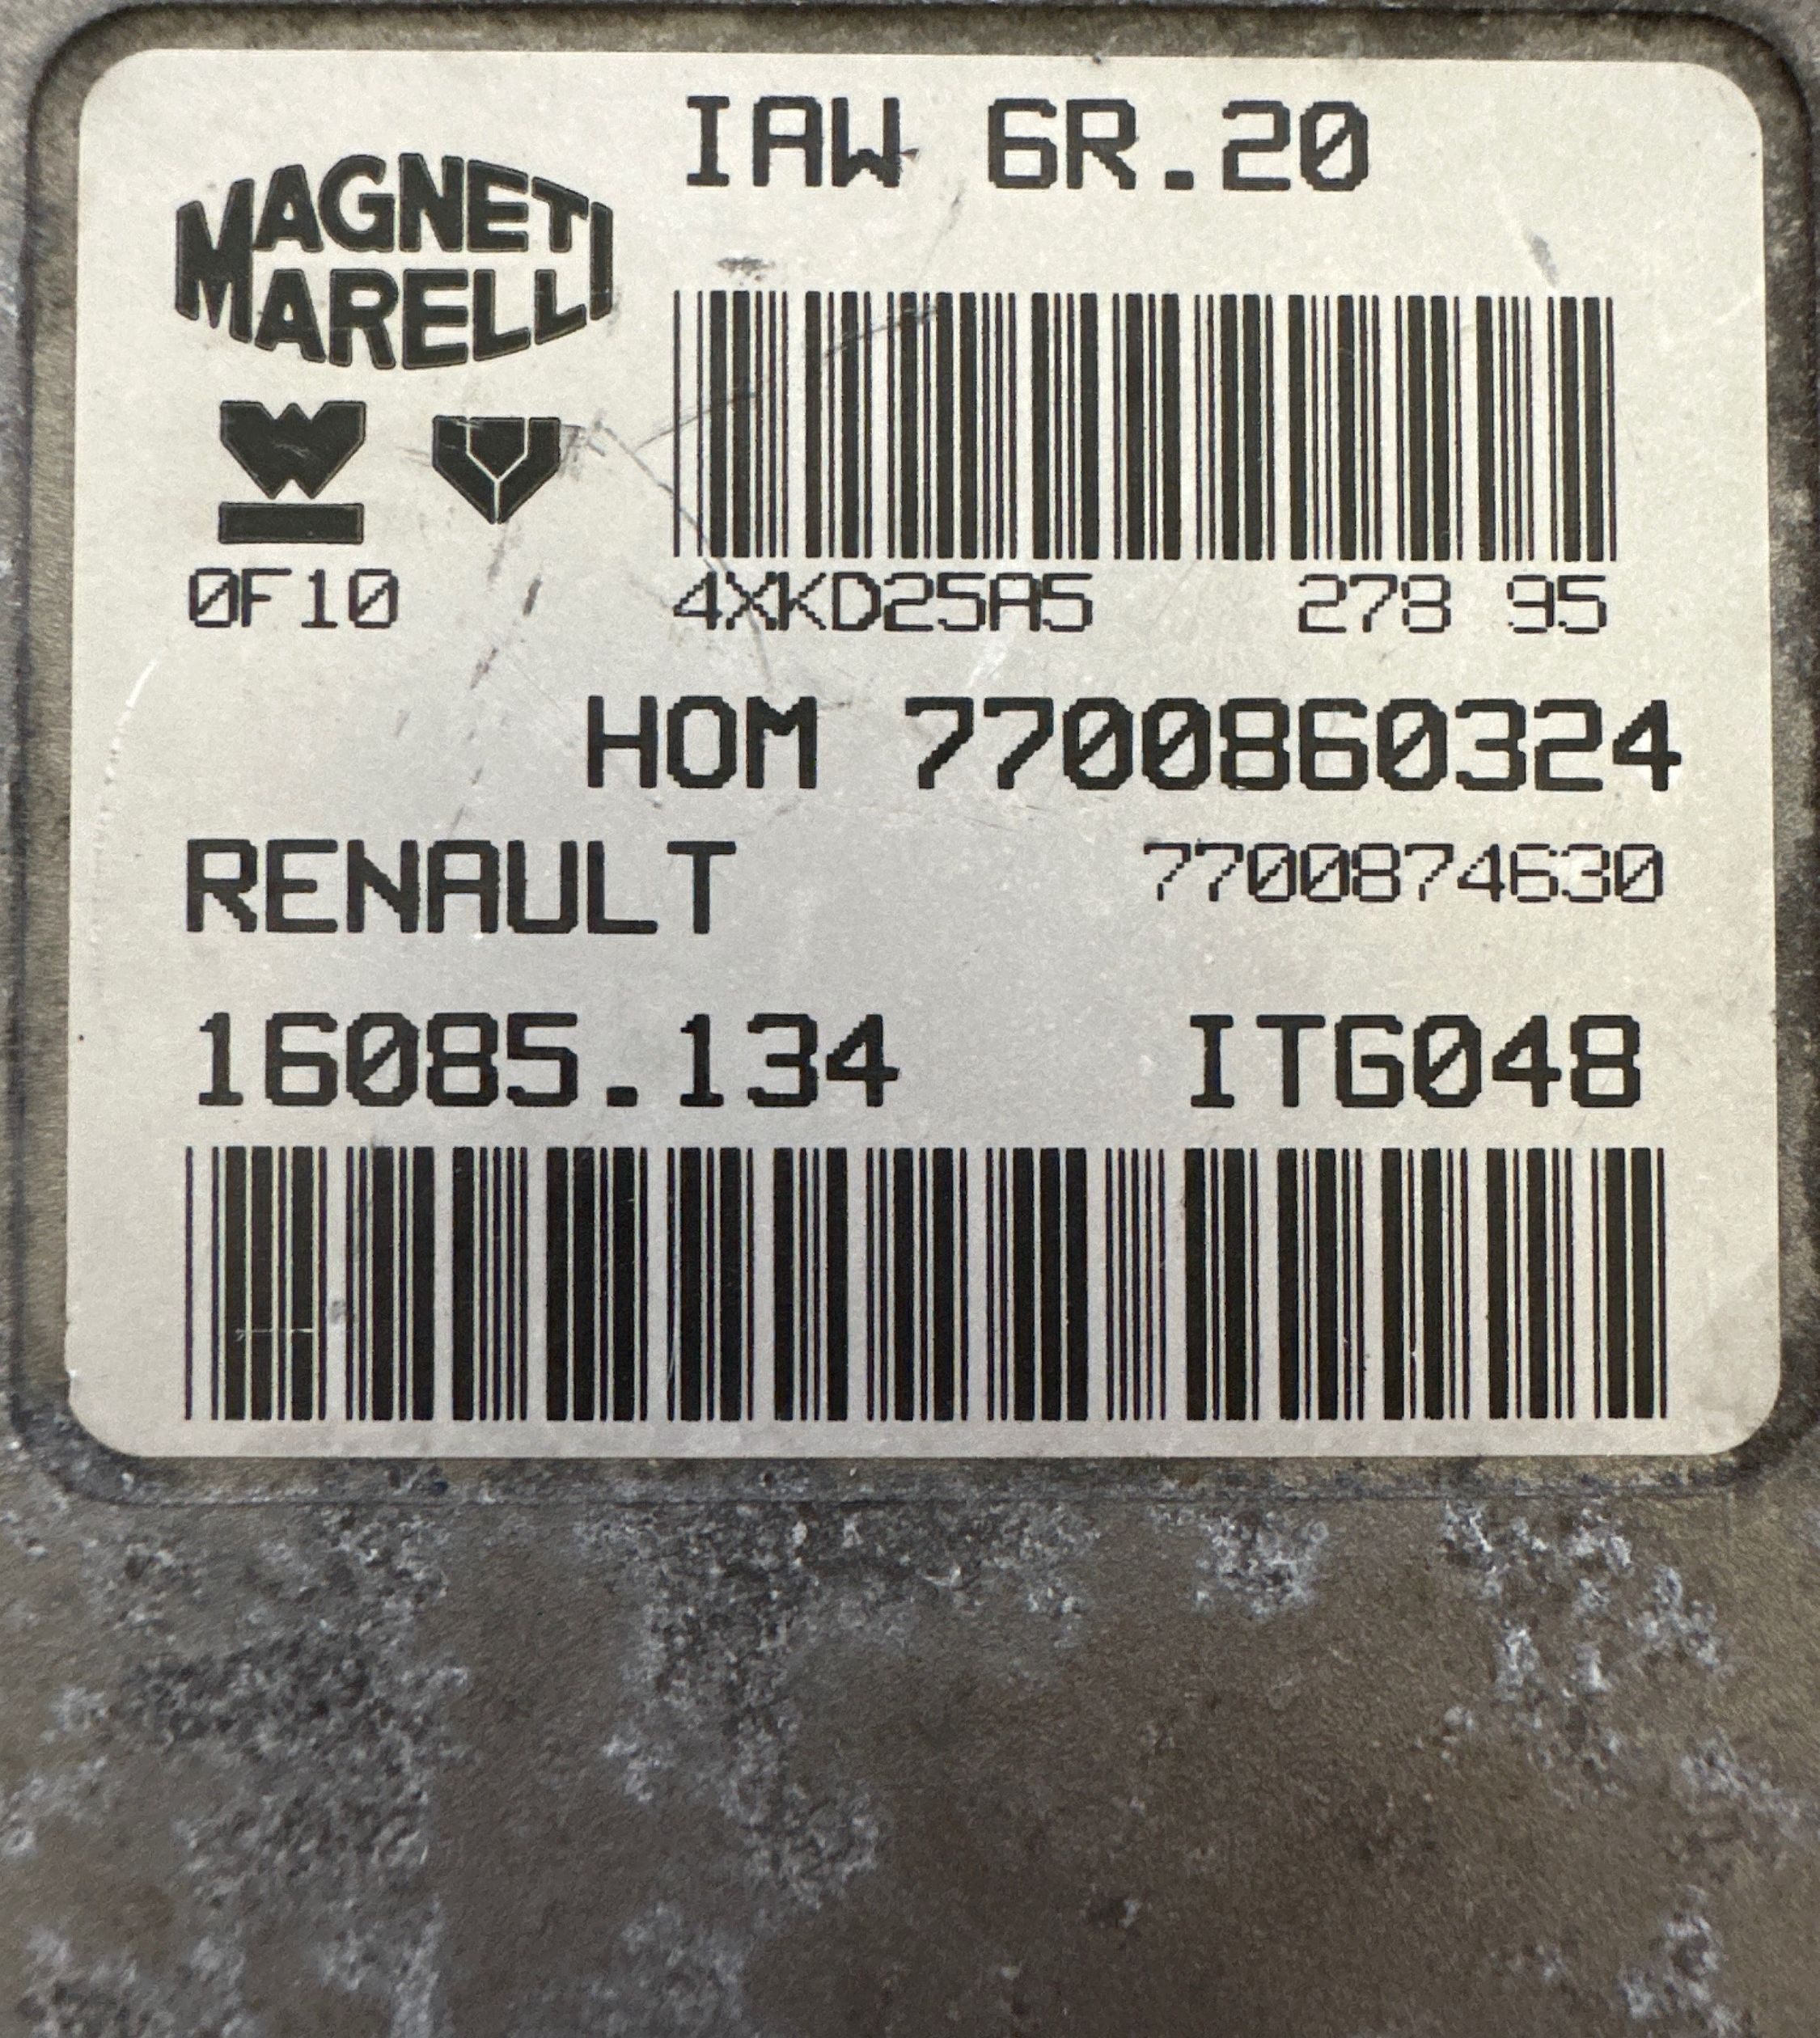 IAW 6R.20
MAGNETI
MARELLI
0F10
4XKD25A5 278 95
HOM 7700860324
RENAULT 7700874630
16085.134 ITG048